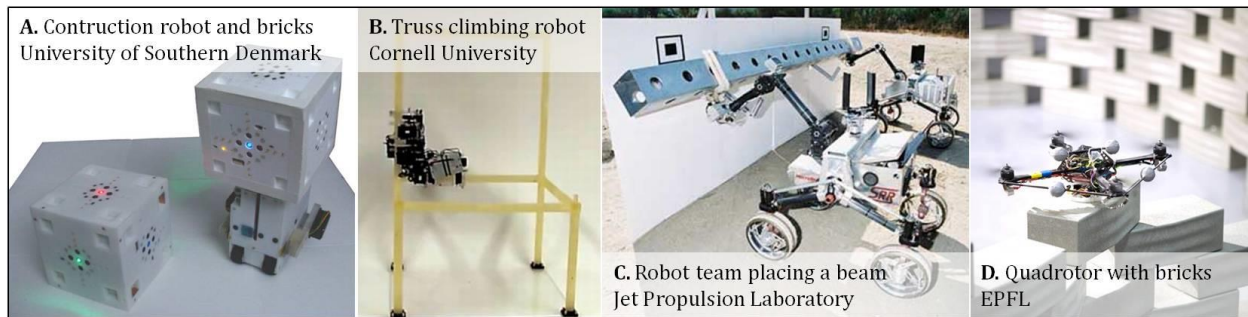 A. Contruction robot and bricks
University of Southern Denmark
B. Truss climbing robot
Cornell University
SRR
C. Robot team placing a beam
Jet Propulsion Laboratory
D. Quadrotor with bricks
EPFL